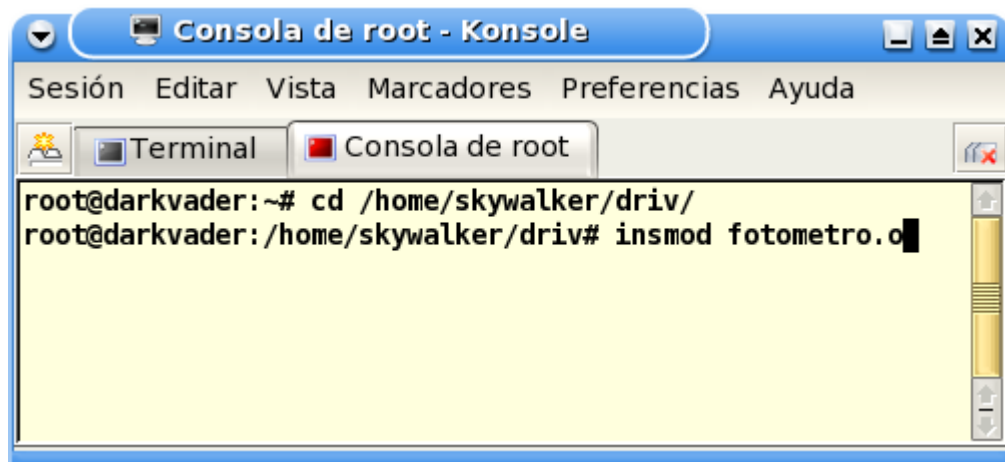 Consola de root - Konsole
Sesión Editar Vista Marcadores Preferencias Ayuda
Terminal Consola de root
root@darkvader:~# cd /home/skywalker/driv/
root@darkvader:/home/skywalker/driv# insmod fotometro.o